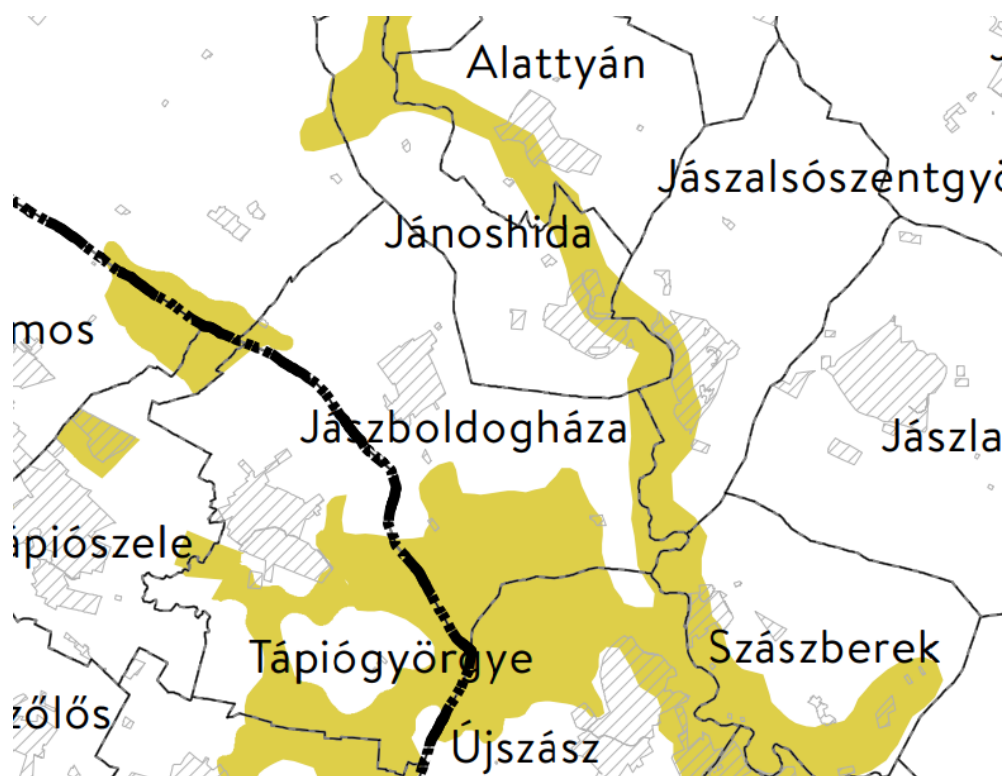 Alattyán
Jászalsószentgyö
Jánoshida
mos
Jászboldogháza
Jászla
ápiószele
Tápiógyörgye
Szászberek
zőlős
Újszász